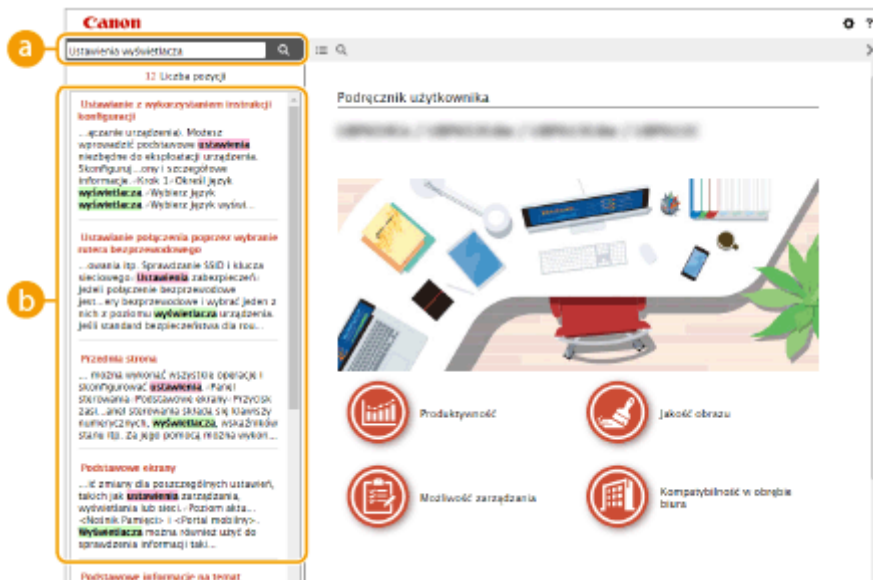 Canon
?
a
Ustawienia wyświetlacza
12 Liczba pozycji
b
Ustawianie z wykorzystaniem instrukcji
konfiguracji
...ączanie urządzenia). Możesz
wprowadzić podstawowe ustawienia
niezbędne do eksploatacji urządzenia.
Skonfiguruj...ony i szczegółowe
informacje.-Krok 1-Określ język
wyświetlacza.-Wybierz język
wyświetlacza.-Wybierz język wyświ...
Ustawianie połączenia poprzez wybranie
rutera bezprzewodowego
...owania itp. Sprawdzanie SSID i klucza
sieciowego- Ustawienia zabezpieczeń-
Jeżeli połączenie bezprzewodowe
jest...ery bezprzewodowe i wybrać jeden z
nich z poziomu wyświetlacza urządzenia.
Jeśli standard bezpieczeństwa dla rou...
Przednia strona
... można wykonać wszystkie operacje i
skonfigurować ustawienia.-Panel
sterowania-Podstawowe ekrany-Przycisk
zasi...anel sterowania składa się klawiszy
numerycznych, wyświetlacza, wskaźników
stanu itp. Za jego pomocą można wykon...
Podstawowe ekrany
...ić zmiany dla poszczególnych ustawień,
takich jak ustawienia zarządzania,
wyświetlania lub sieci.-Poziom akta...
-<Nośnik Pamięci> i <Portal mobilny>.
Wyświetlacza można również użyć do
sprawdzenia informacji taki...
Podstawowe informacje na temat
Podręcznik użytkownika
Produktywność
Jakość obrazu
Możliwość zarządzania
Kompatybilność w obrębie
biura